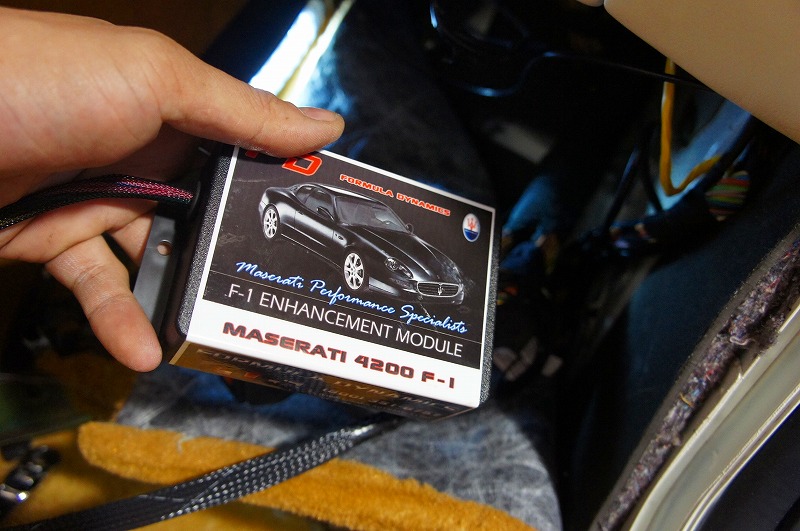 D
FORMULA DYNAMICS
Maserati Performance Specialists
F-1 ENHANCEMENT MODULE
MASERATI 4200 F-1